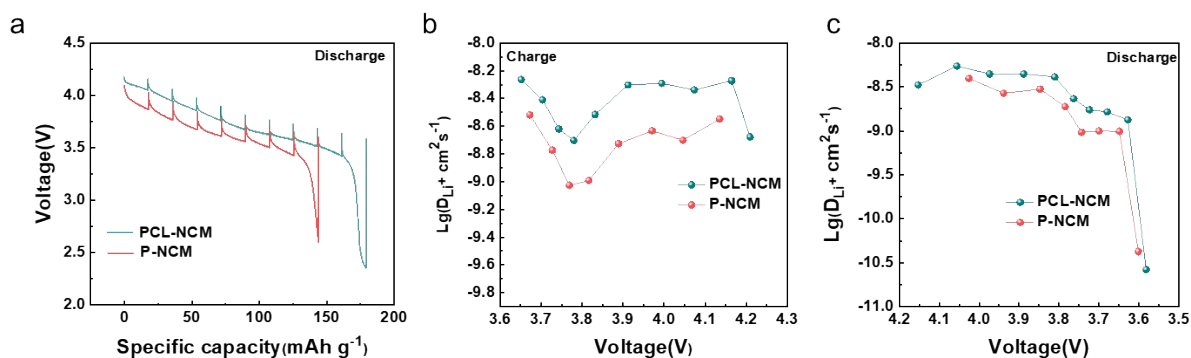 a
Discharge
4.5
4.0
3.5
3.0
2.5
2.0
Voltage(V)
PCL-NCM
P-NCM
0
50
100
150
200
Specific capacity(mAh g⁻¹)
b
Charge
-8.0
-8.2
-8.4
-8.6
-8.8
-9.0
-9.2
-9.4
-9.6
-9.8
Lg(D_Li⁺ cm²s⁻¹)
PCL-NCM
P-NCM
3.6
3.7
3.8
3.9
4.0
4.1
4.2
4.3
Voltage(V)
c
Discharge
-8.0
-8.5
-9.0
-9.5
-10.0
-10.5
-11.0
Lg(D_Li⁺ cm²s⁻¹)
PCL-NCM
P-NCM
4.2
4.1
4.0
3.9
3.8
3.7
3.6
3.5
Voltage(V)